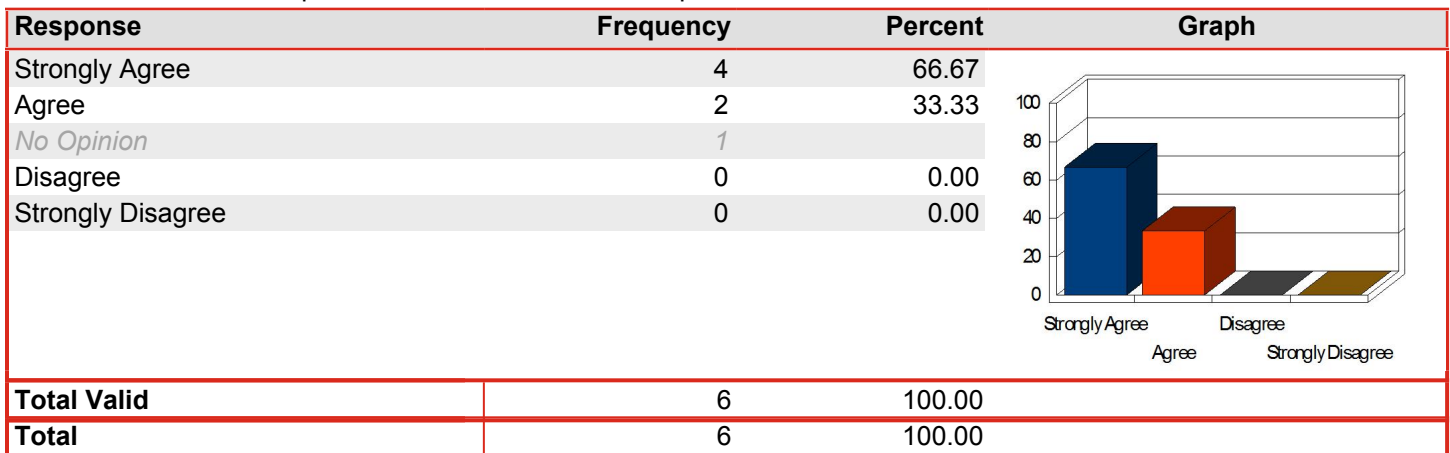 Response Frequency Percent Graph
Strongly Agree 4 66.67
Agree 2 33.33
No Opinion 1
Disagree 0 0.00
Strongly Disagree 0 0.00
100
80
60
40
20
0
Strongly Agree Disagree
Agree Strongly Disagree
Total Valid 6 100.00
Total 6 100.00